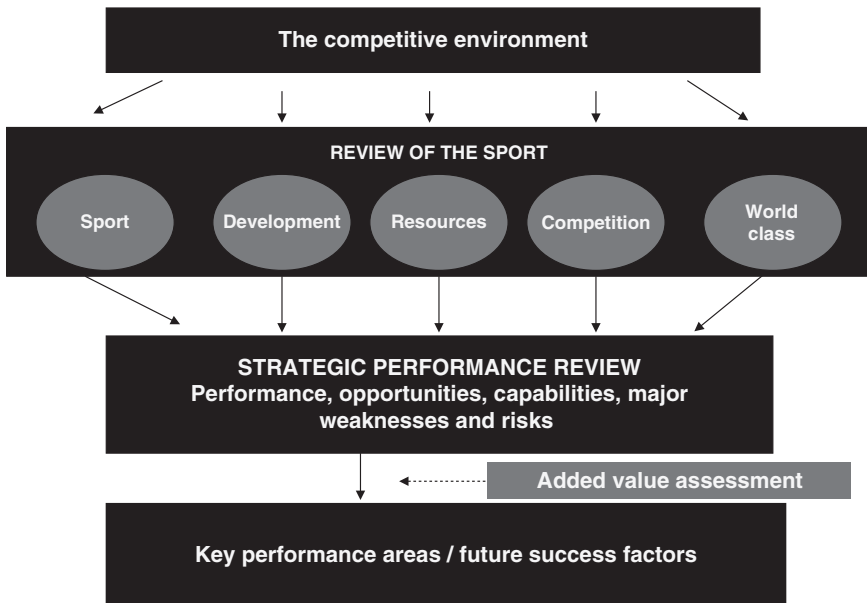 The competitive environment
REVIEW OF THE SPORT
Sport
Development
Resources
Competition
World
class
STRATEGIC PERFORMANCE REVIEW
Performance, opportunities, capabilities, major
weaknesses and risks
Added value assessment
Key performance areas / future success factors